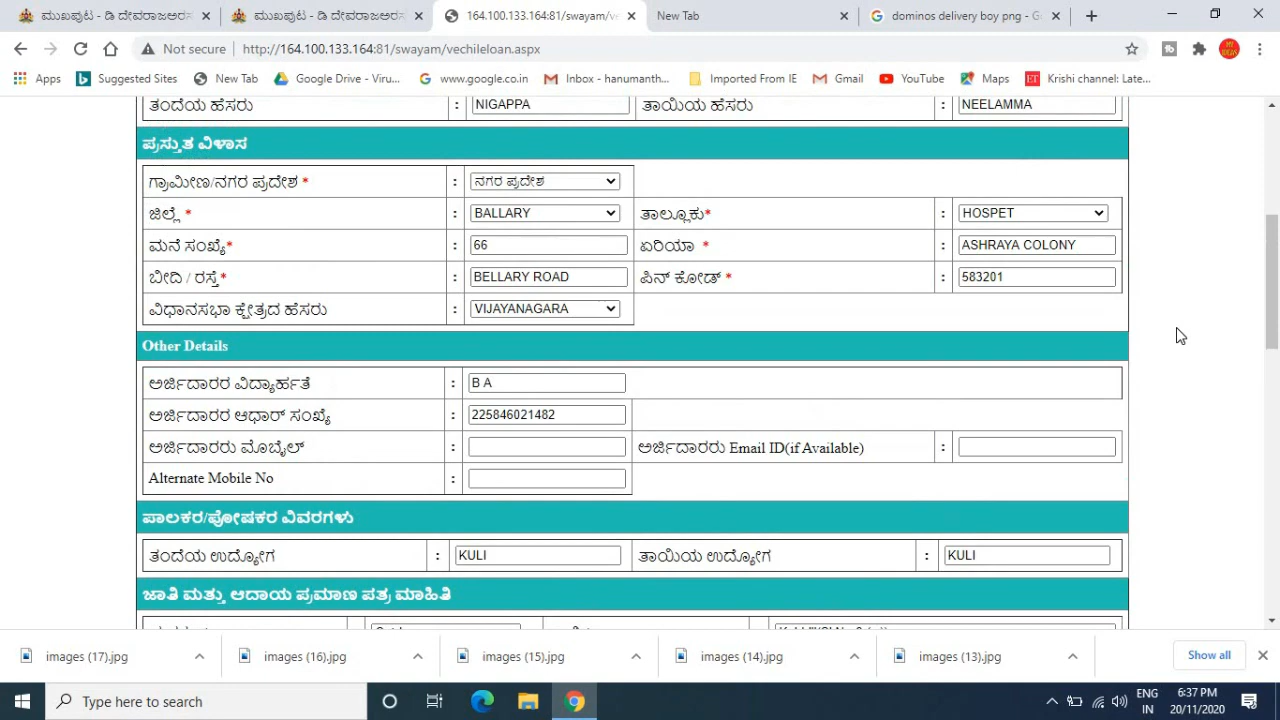 ಮುಖಪುಟ - ಡಿ ದೇವರಾಜಅರಸ
ಮುಖಪುಟ - ಡಿ ದೇವರಾಜಅರಸ
164.100.133.164:81/swayam/ve
New Tab
dominos delivery boy png - Go
Not secure
http://164.100.133.164:81/swayam/vechileloan.aspx
Apps
Suggested Sites
New Tab
Google Drive - Viru...
www.google.co.in
Inbox - hanumanth...
Imported From IE
Gmail
YouTube
Maps
Krishi channel: Late...
ತಂದೆಯ ಹೆಸರು : NIGAPPA ತಾಯಿಯ ಹೆಸರು : NEELAMMA
ಪ್ರಸ್ತುತ ವಿಳಾಸ
ಗ್ರಾಮೀಣ/ನಗರ ಪ್ರದೇಶ * : ನಗರ ಪ್ರದೇಶ
ಜಿಲ್ಲೆ * : BALLARY ತಾಲ್ಲೂಕು* : HOSPET
ಮನೆ ಸಂಖ್ಯೆ* : 66 ಏರಿಯಾ * : ASHRAYA COLONY
ಬೀದಿ / ರಸ್ತೆ* : BELLARY ROAD ಪಿನ್ ಕೋಡ್ * : 583201
ವಿಧಾನಸಭಾ ಕ್ಷೇತ್ರದ ಹೆಸರು : VIJAYANAGARA
Other Details
ಅರ್ಜಿದಾರರ ವಿದ್ಯಾರ್ಹತೆ : B A
ಅರ್ಜಿದಾರರ ಆಧಾರ್ ಸಂಖ್ಯೆ : 225846021482
ಅರ್ಜಿದಾರರು ಮೊಬೈಲ್ : ಅರ್ಜಿದಾರರು Email ID(if Available) :
Alternate Mobile No :
ಪಾಲಕರ/ಪೋಷಕರ ವಿವರಗಳು
ತಂದೆಯ ಉದ್ಯೋಗ : KULI ತಾಯಿಯ ಉದ್ಯೋಗ : KULI
ಜಾತಿ ಮತ್ತು ಆದಾಯ ಪ್ರಮಾಣ ಪತ್ರ ಮಾಹಿತಿ
images (17).jpg
images (16).jpg
images (15).jpg
images (14).jpg
images (13).jpg
Show all
Type here to search
ENG
IN
6:37 PM
20/11/2020